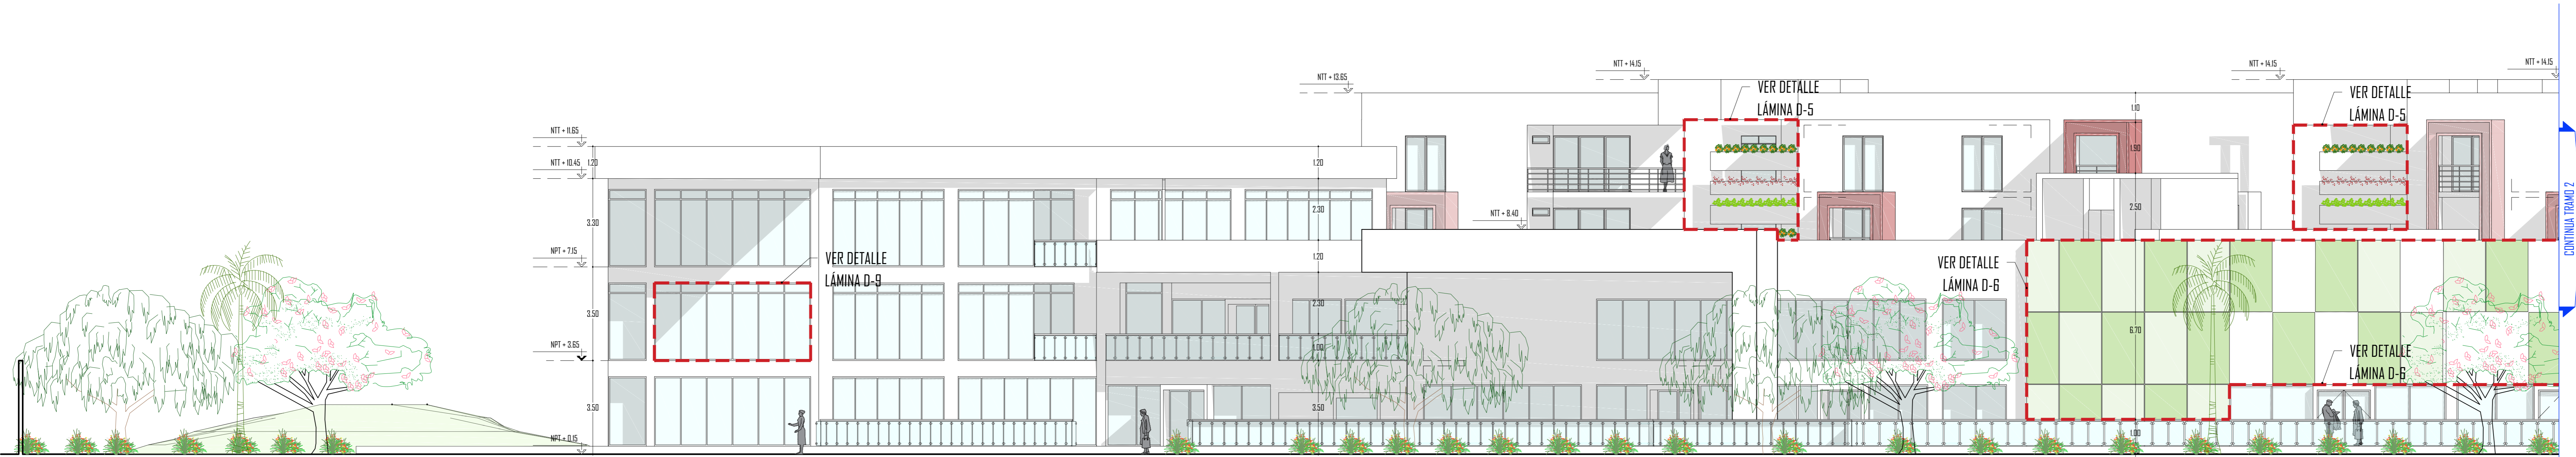 NTT + 14.15
NTT + 14.15
NTT + 14.15
NTT + 13.65
VER DETALLE
LÁMINA D-5
VER DETALLE
LÁMINA D-5
1.10
NTT + 11.65
1.90
NTT + 10.45
1.20
1.20
3.30
2.30
2.50
NTT + 8.40
CONTINUA TRAMO 2
NPT + 7.15
VER DETALLE
LÁMINA D-9
1.20
VER DETALLE
LÁMINA D-6
3.50
2.30
6.70
NPT + 3.65
1.00
VER DETALLE
LÁMINA D-6
3.50
3.50
NPT + 0.15
1.00